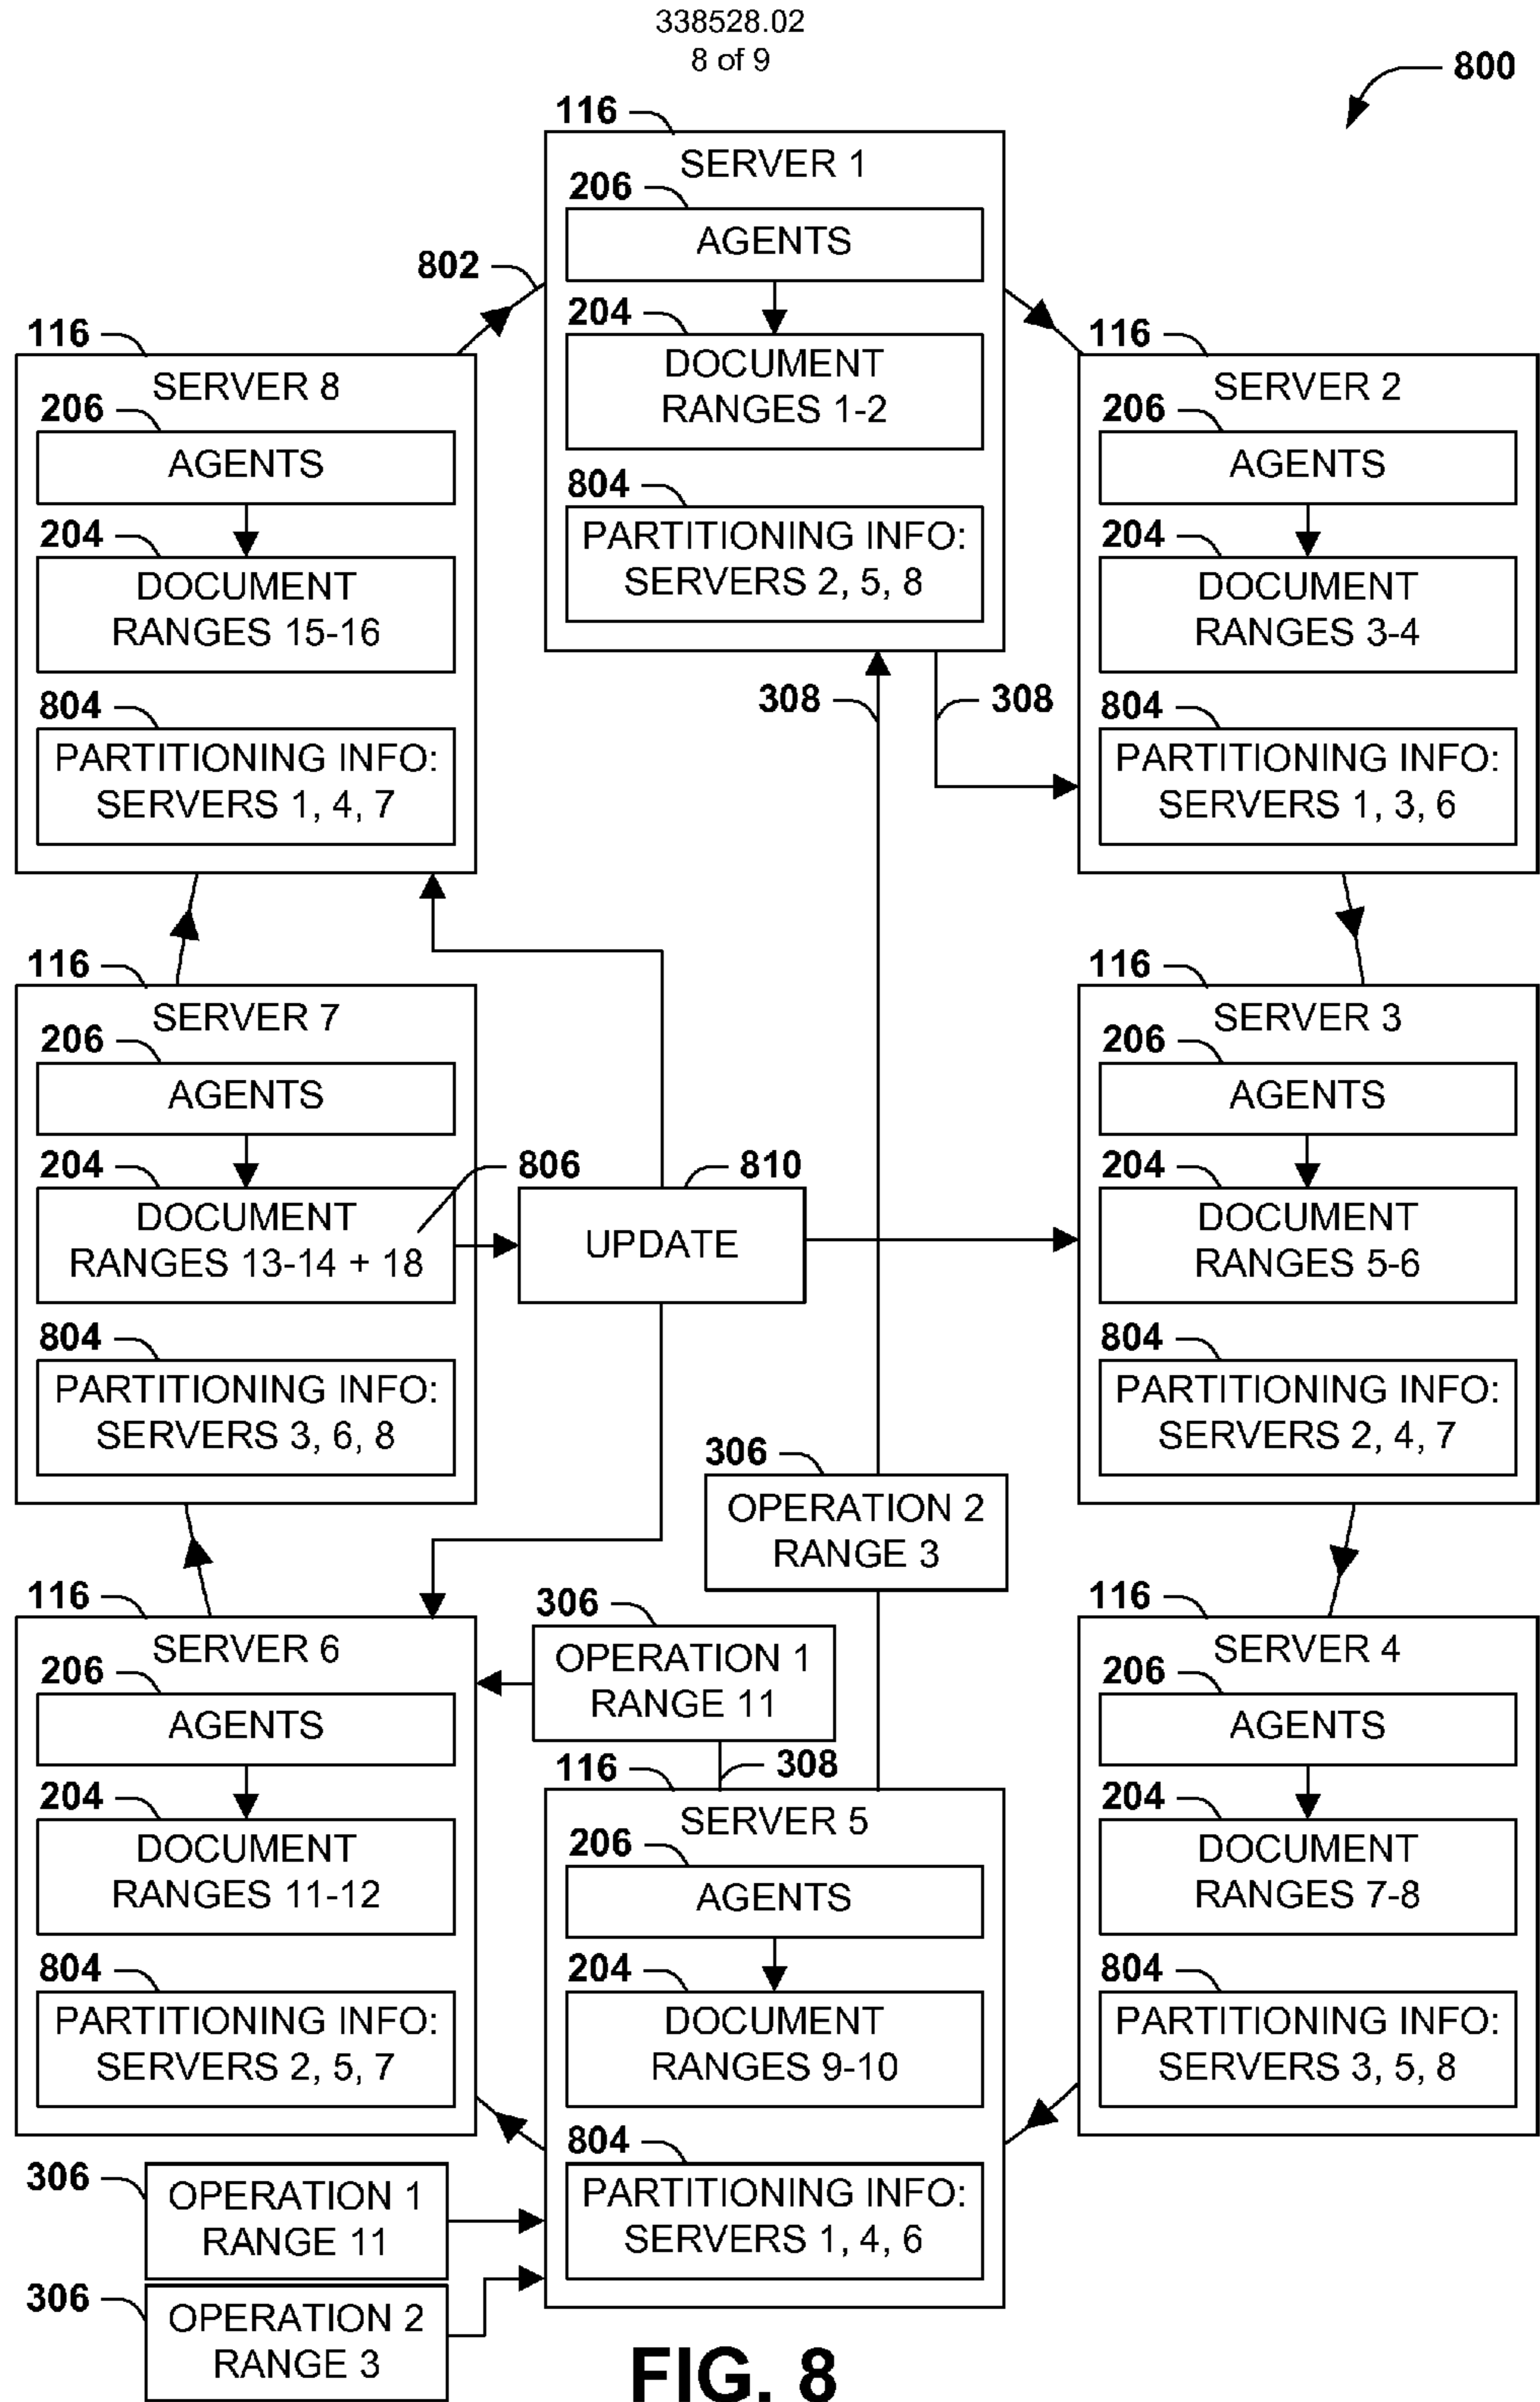 338528.02
8 of 9
800
116
SERVER 1
206
AGENTS
802
204
DOCUMENT
RANGES 1-2
804
PARTITIONING INFO:
SERVERS 2, 5, 8
116
SERVER 8
206
AGENTS
204
DOCUMENT
RANGES 15-16
804
PARTITIONING INFO:
SERVERS 1, 4, 7
116
SERVER 2
206
AGENTS
204
DOCUMENT
RANGES 3-4
804
PARTITIONING INFO:
SERVERS 1, 3, 6
308
308
116
SERVER 7
206
AGENTS
204
DOCUMENT
RANGES 13-14 + 18
806
804
PARTITIONING INFO:
SERVERS 3, 6, 8
810
UPDATE
116
SERVER 3
206
AGENTS
204
DOCUMENT
RANGES 5-6
804
PARTITIONING INFO:
SERVERS 2, 4, 7
306
OPERATION 2
RANGE 3
306
OPERATION 1
RANGE 11
308
116
SERVER 6
206
AGENTS
204
DOCUMENT
RANGES 11-12
804
PARTITIONING INFO:
SERVERS 2, 5, 7
116
SERVER 5
206
AGENTS
204
DOCUMENT
RANGES 9-10
804
PARTITIONING INFO:
SERVERS 1, 4, 6
116
SERVER 4
206
AGENTS
204
DOCUMENT
RANGES 7-8
804
PARTITIONING INFO:
SERVERS 3, 5, 8
306
OPERATION 1
RANGE 11
306
OPERATION 2
RANGE 3
FIG. 8